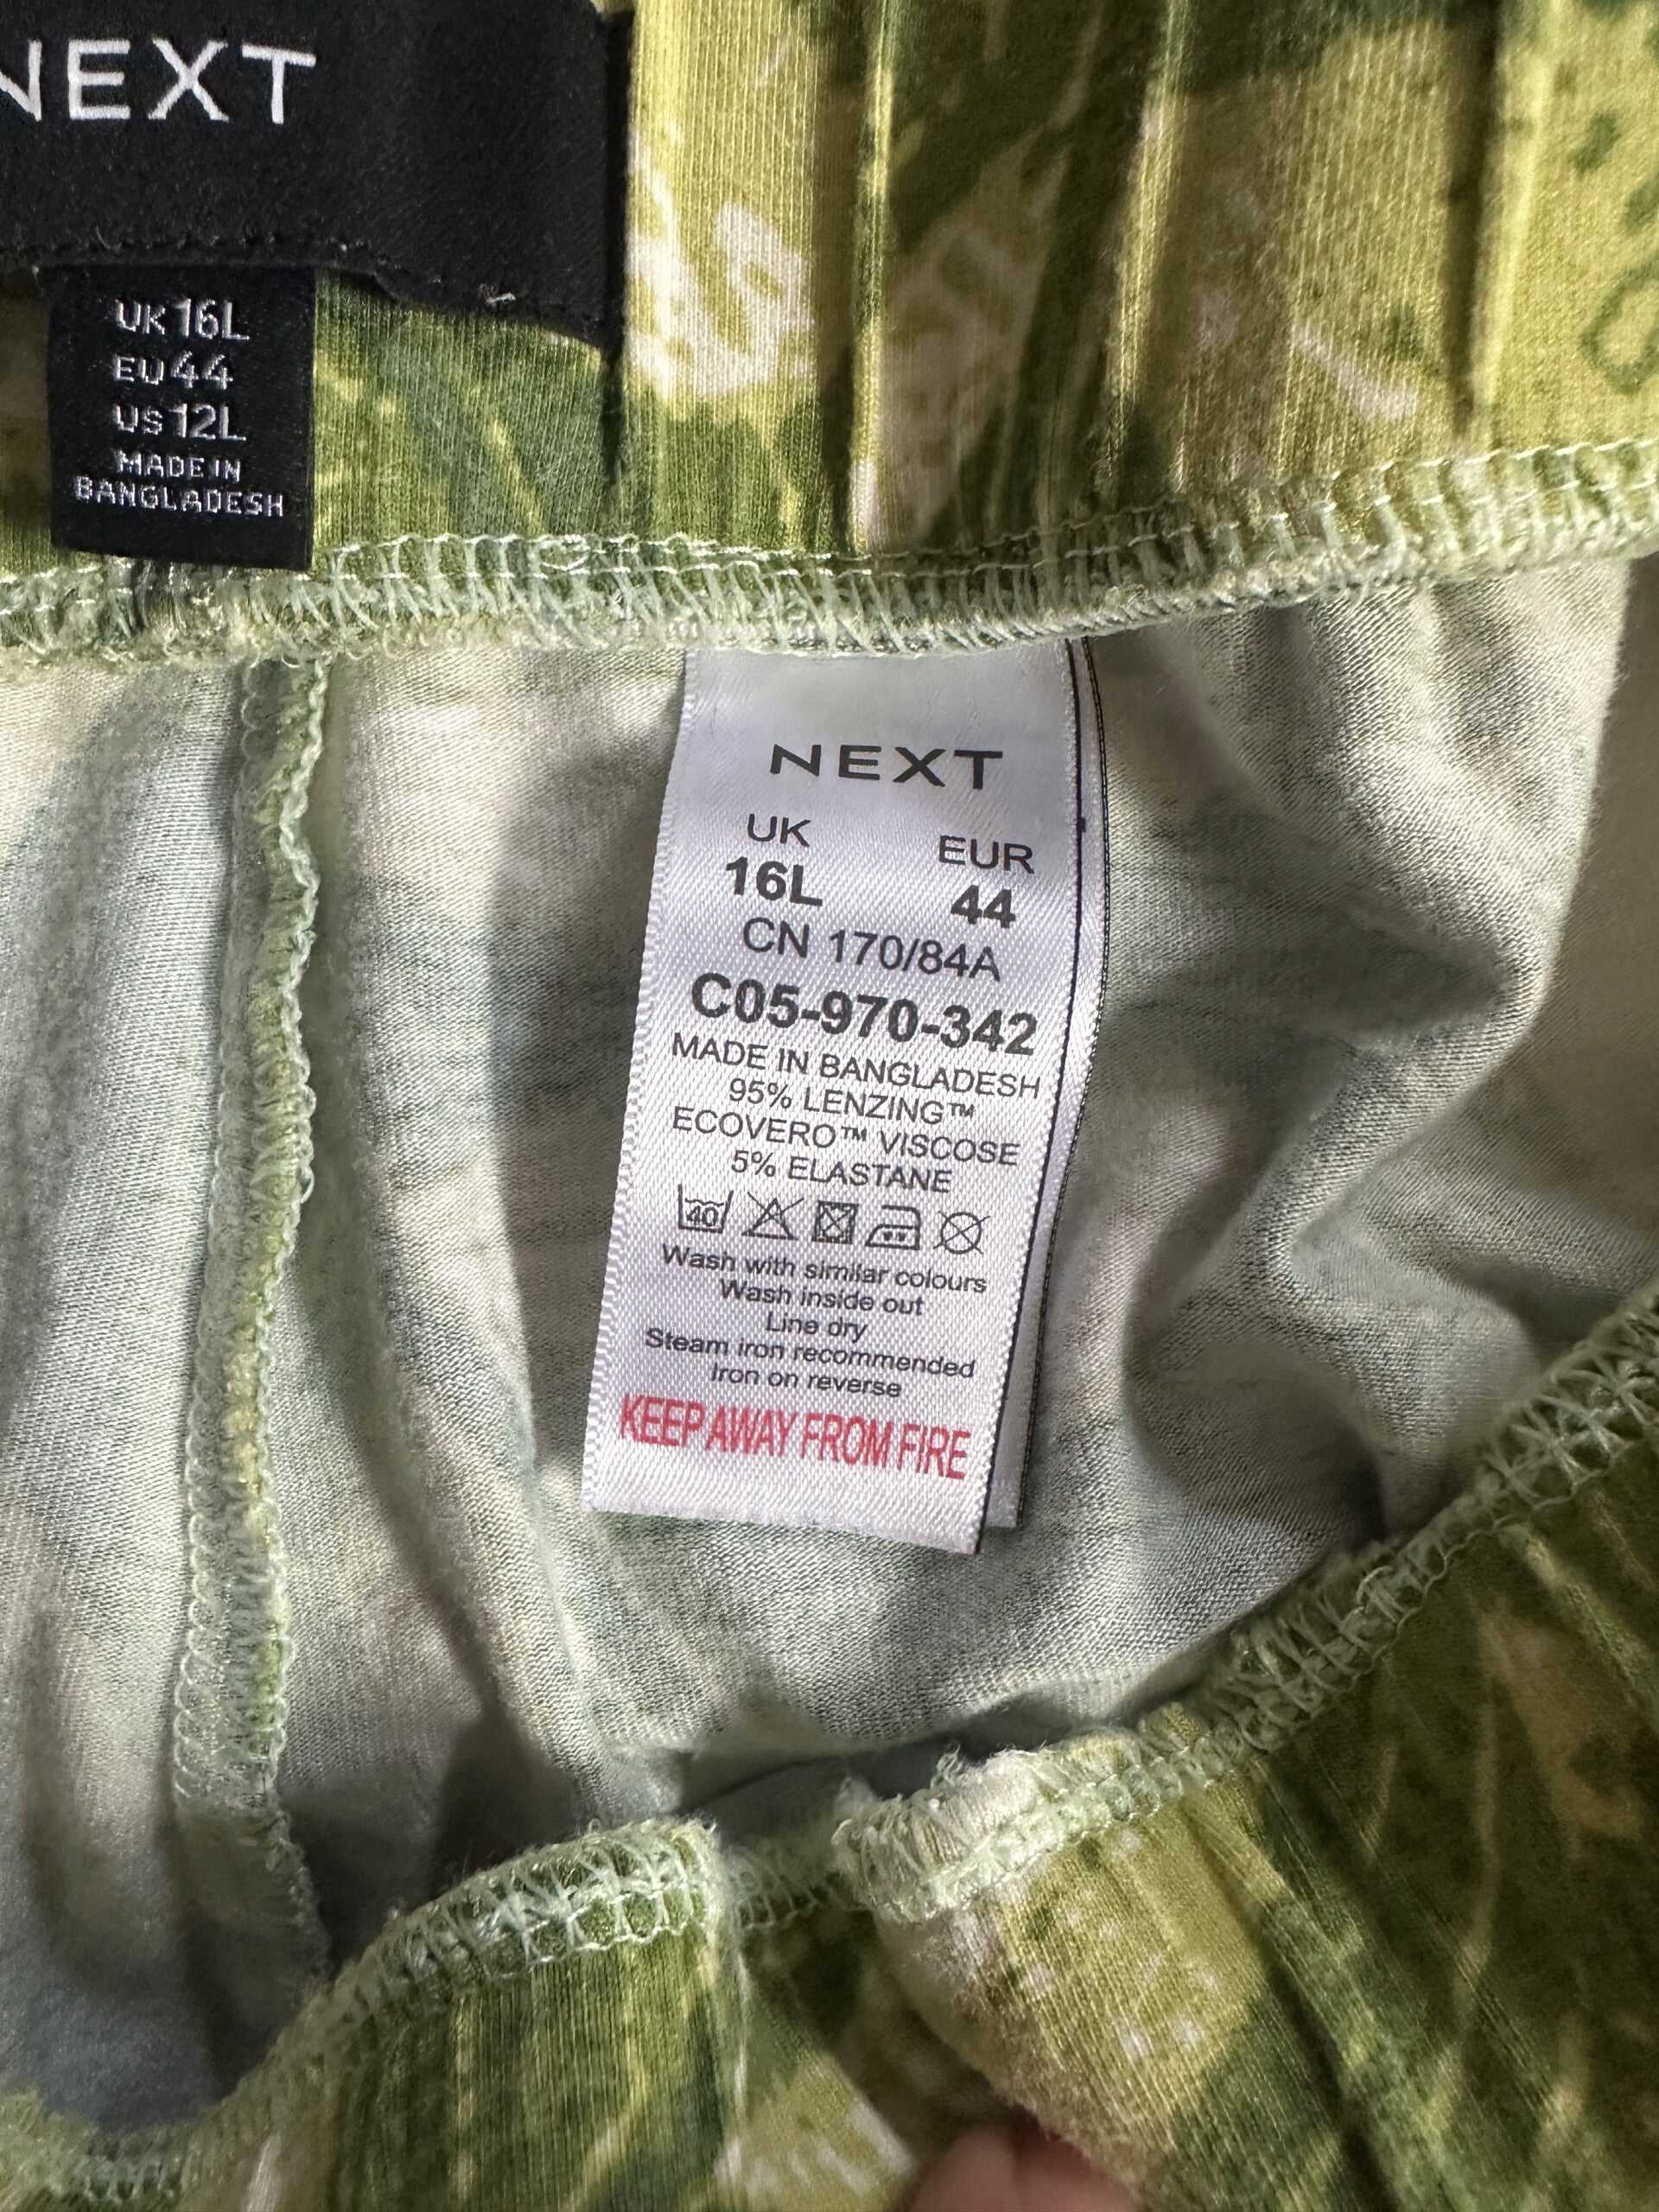 NEXT
UK 16L
EU 44
US 12L
MADE IN
BANGLADESH
NEXT
UK EUR
16L 44
CN 170/84A
C05-970-342
MADE IN BANGLADESH
95% LENZING™
ECOVERO™ VISCOSE
5% ELASTANE
40
Wash with similar colours
Wash inside out
Line dry
Steam iron recommended
Iron on reverse
KEEP AWAY FROM FIRE